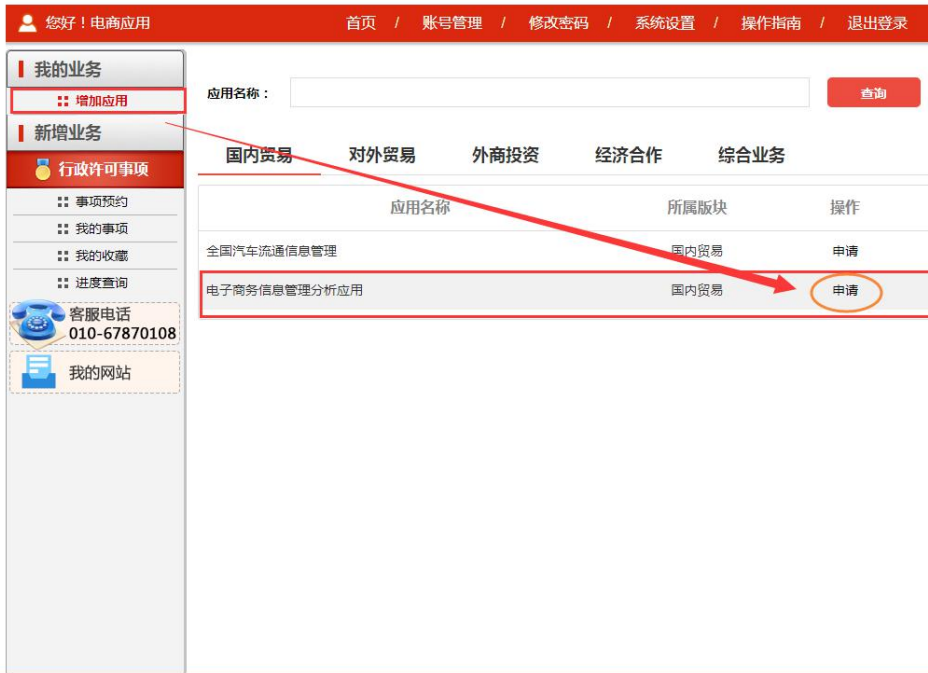 您好！电商应用 首页 / 账号管理 / 修改密码 / 系统设置 / 操作指南 / 退出登录
我的业务
增加应用
新增业务
行政许可事项
事项预约
我的事项
我的收藏
进度查询
客服电话
010-67870108
我的网站
应用名称： 查询
国内贸易 对外贸易 外商投资 经济合作 综合业务
应用名称 所属版块 操作
全国汽车流通信息管理 国内贸易 申请
电子商务信息管理分析应用 国内贸易 申请